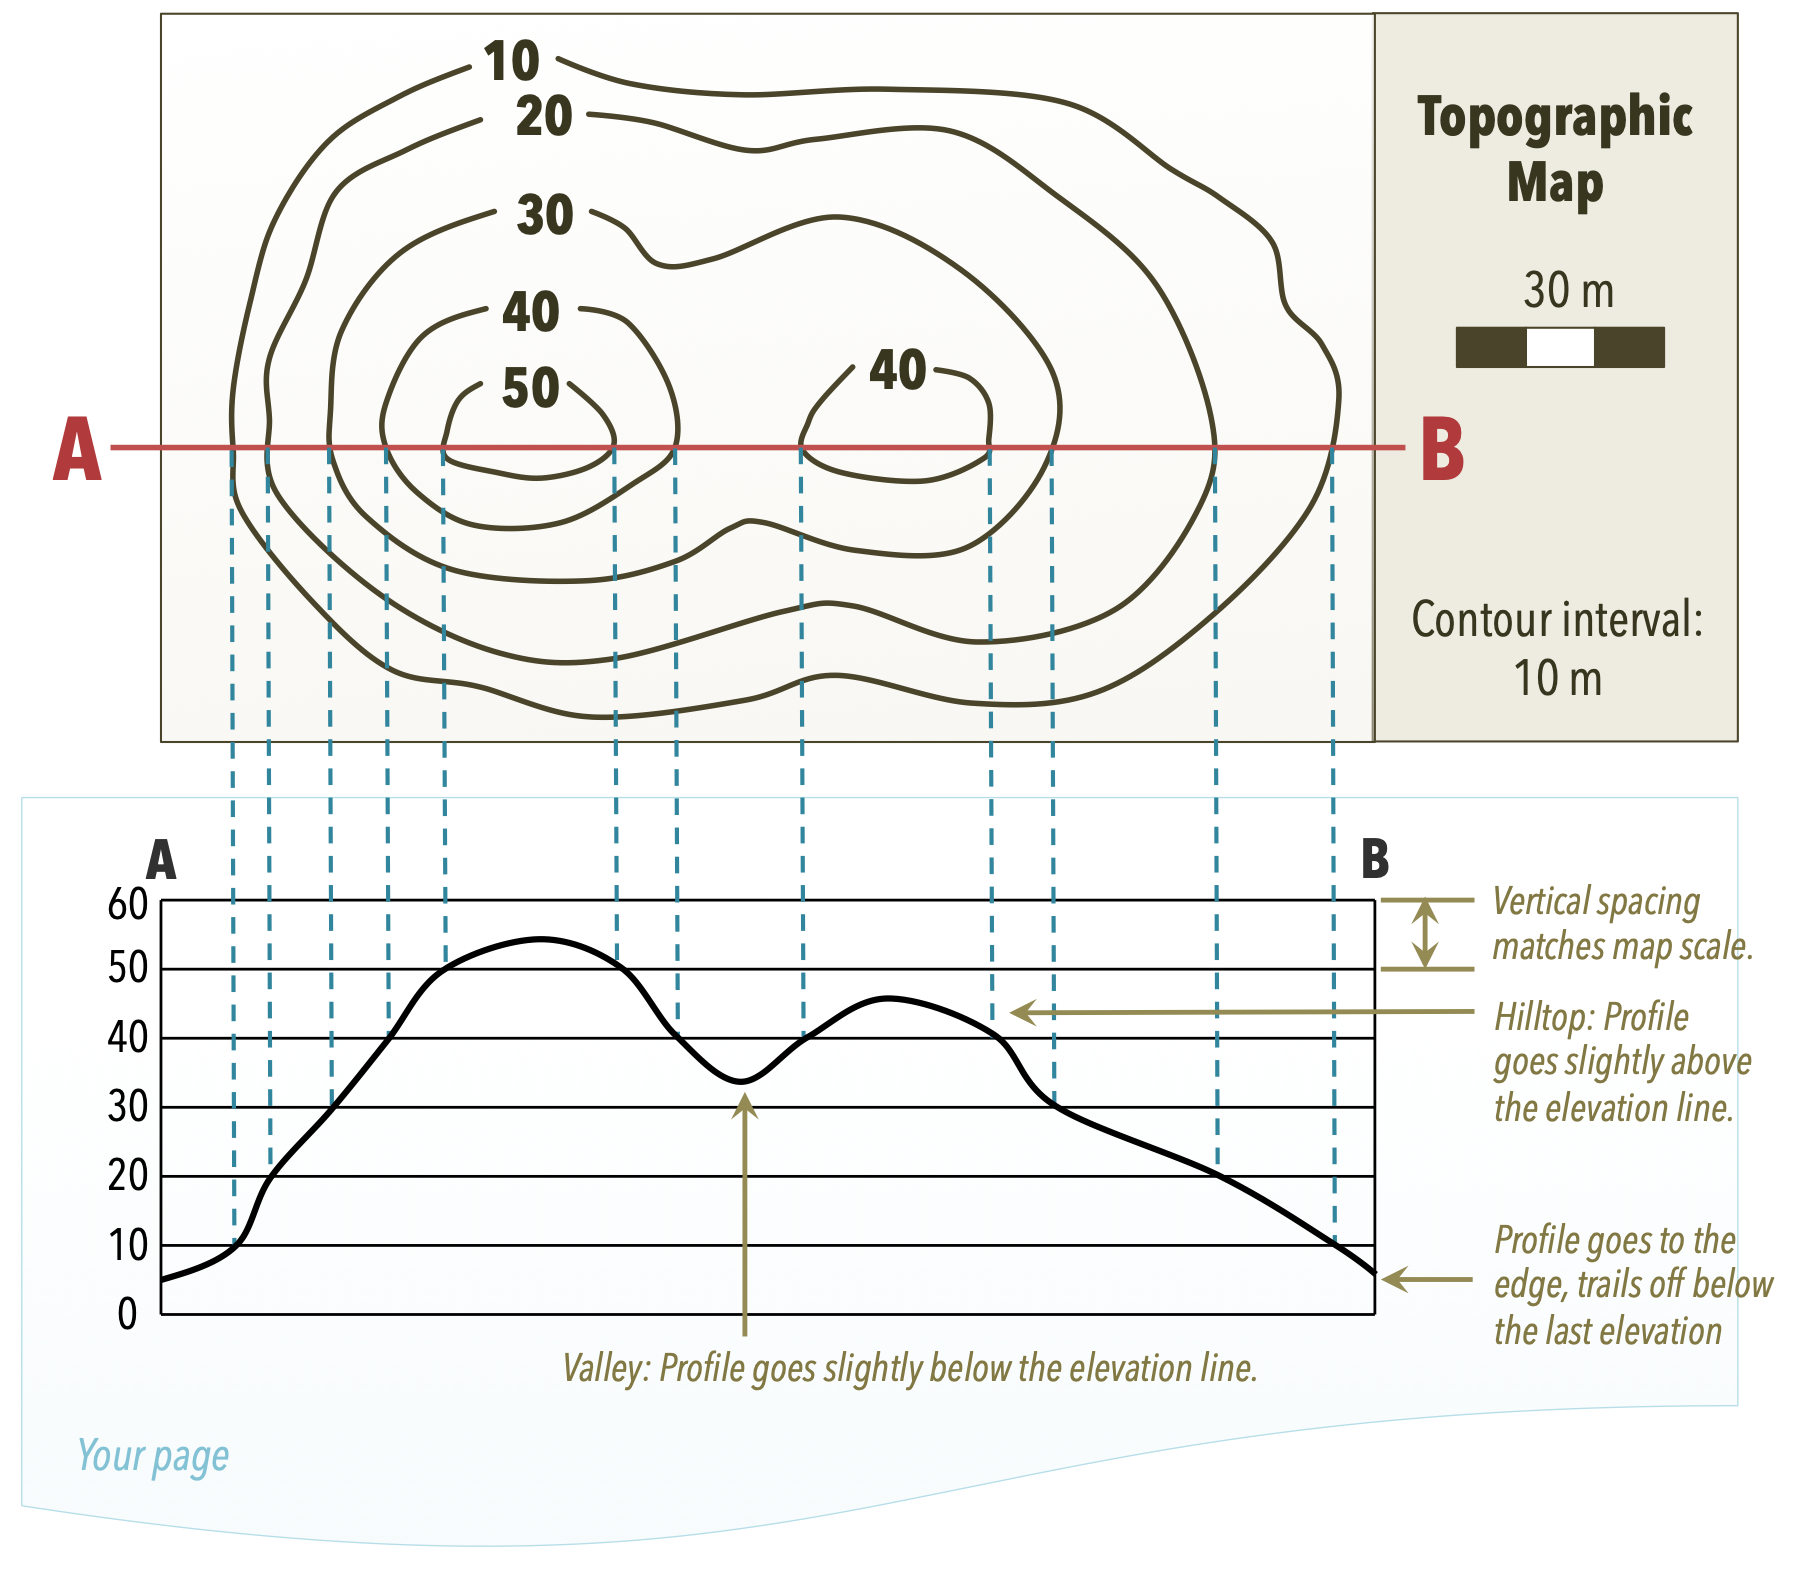 10
20
30
40
50
40
A
B
Topographic
Map
30 m
Contour interval:
10 m
A
B
60
50
40
30
20
10
0
Vertical spacing
matches map scale.
Hilltop: Profile
goes slightly above
the elevation line.
Profile goes to the
edge, trails off below
the last elevation
Valley: Profile goes slightly below the elevation line.
Your page